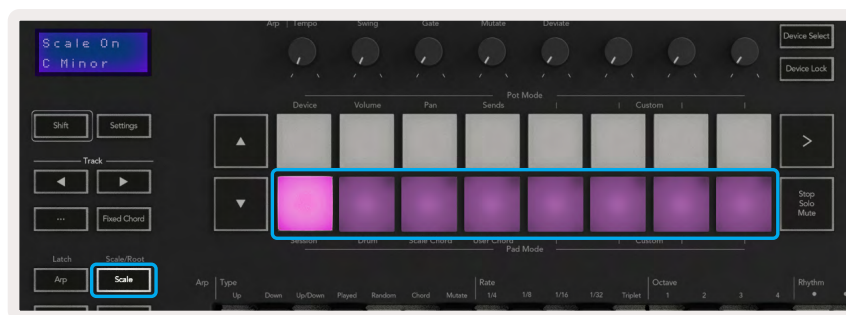 Scale On
C Minor
Arp | Tempo Swing Gate Mutate Deviate
Device Select
Device Lock
Pot Mode
Device Volume Pan Sends Custom
Shift Settings
Track
Stop
Solo
Mute
... Fixed Chord
Session Drum Scale Chord User Chord Custom
Pad Mode
Latch Scale/Root
Arp Scale
Arp Type Rate Octave Rhythm
Up Down Up/Down Played Random Chord Mutate 1/4 1/8 1/16 1/32 Triplet 1 2 3 4